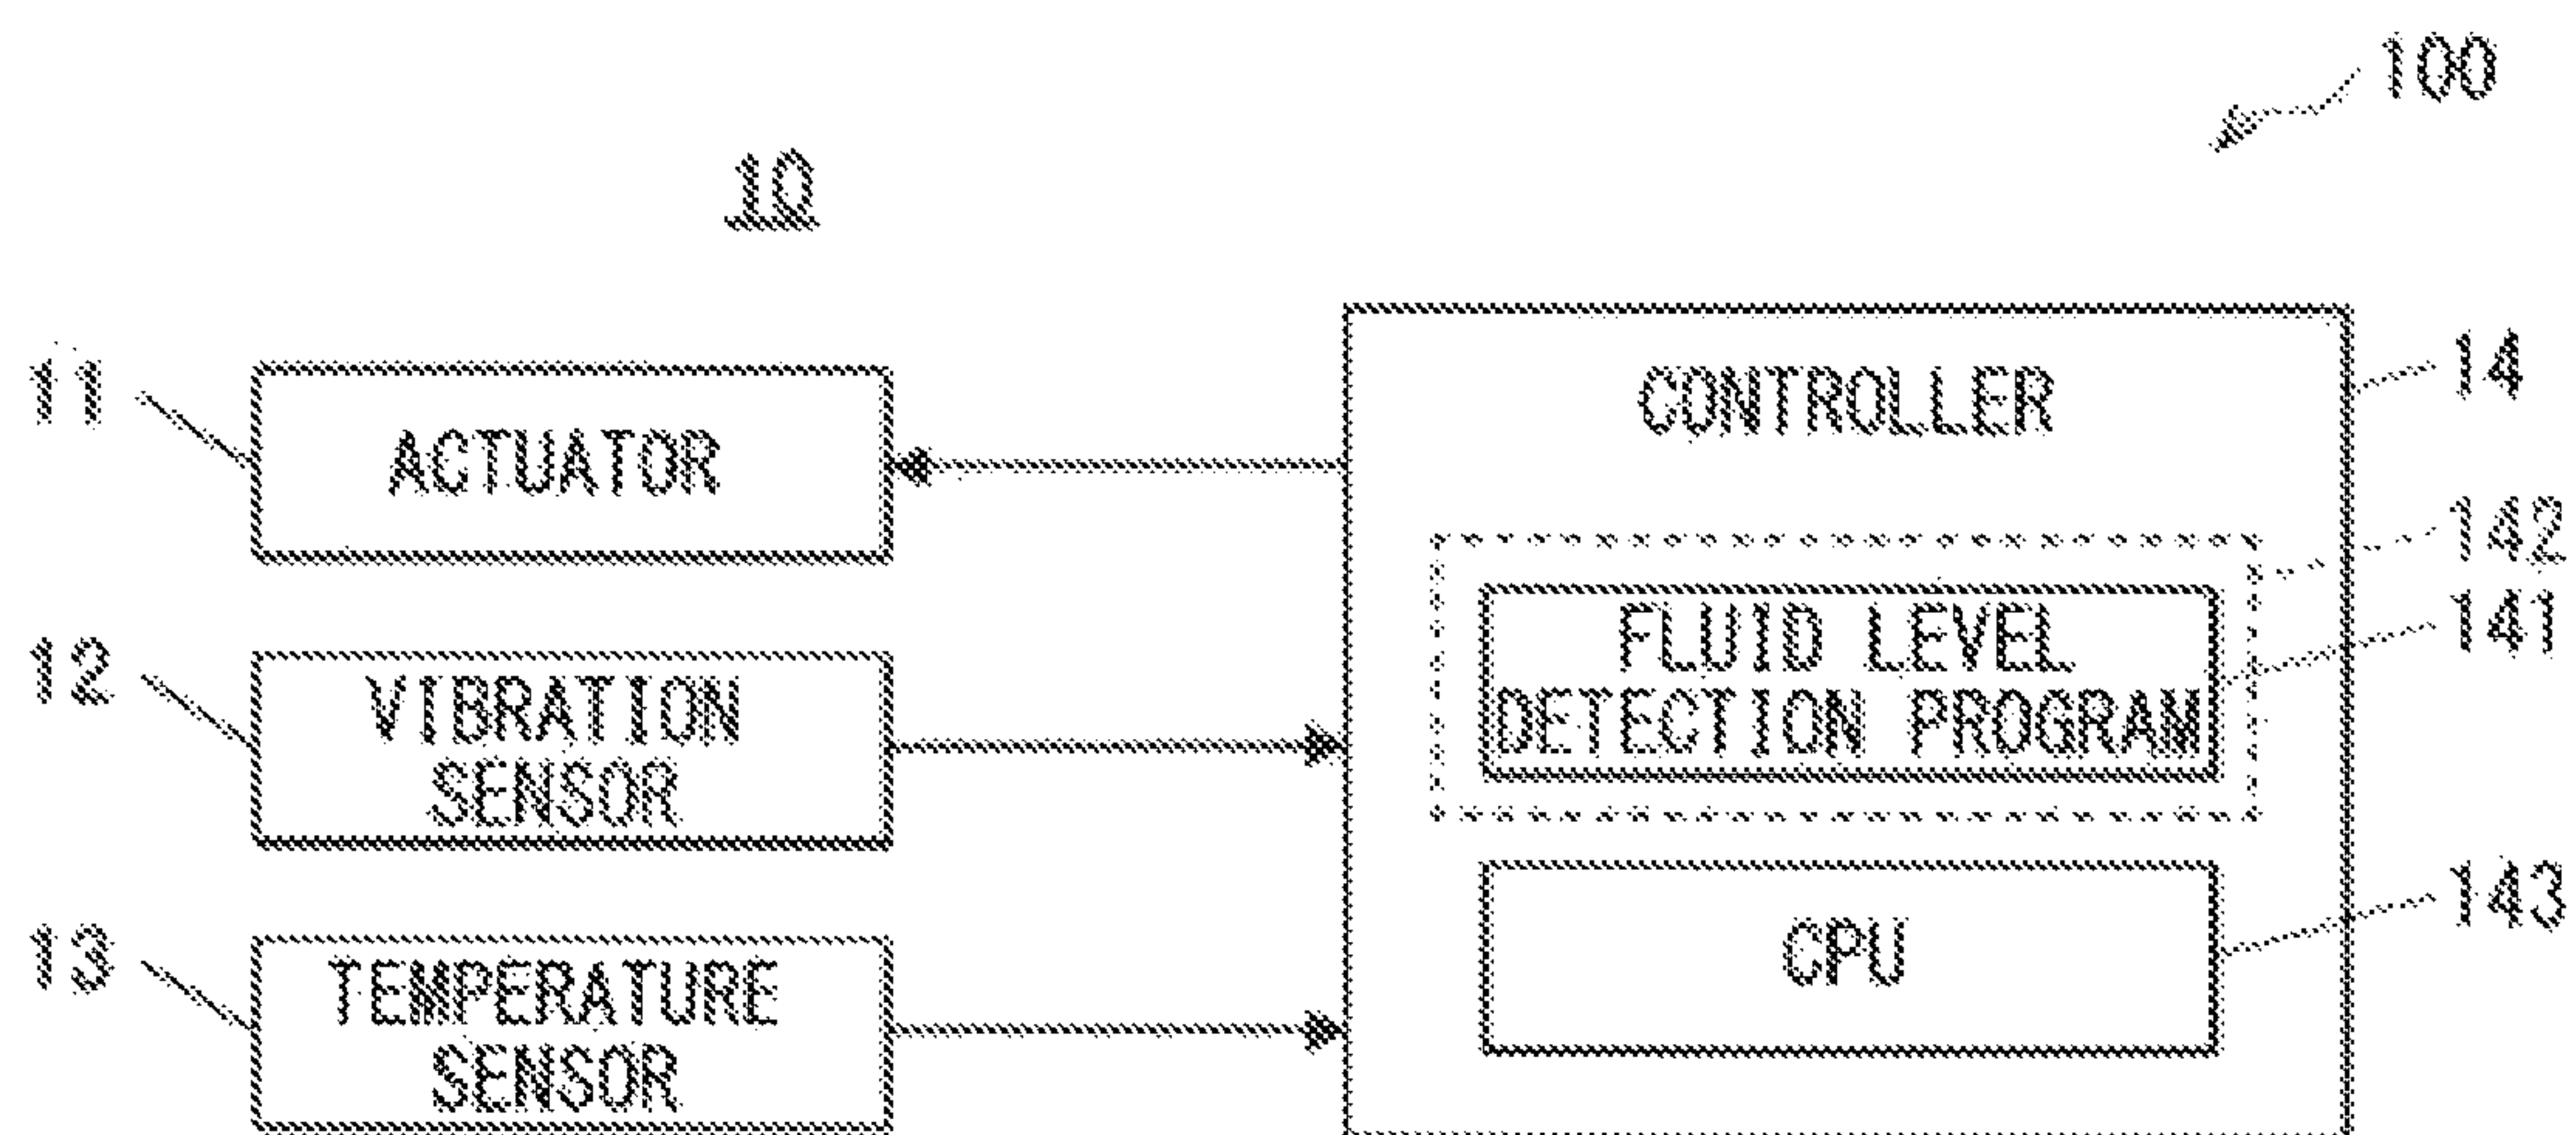 100
10
11
ACTUATOR
12
VIBRATION
SENSOR
13
TEMPERATURE
SENSOR
CONTROLLER
14
142
FLUID LEVEL
DETECTION PROGRAM
141
CPU
143